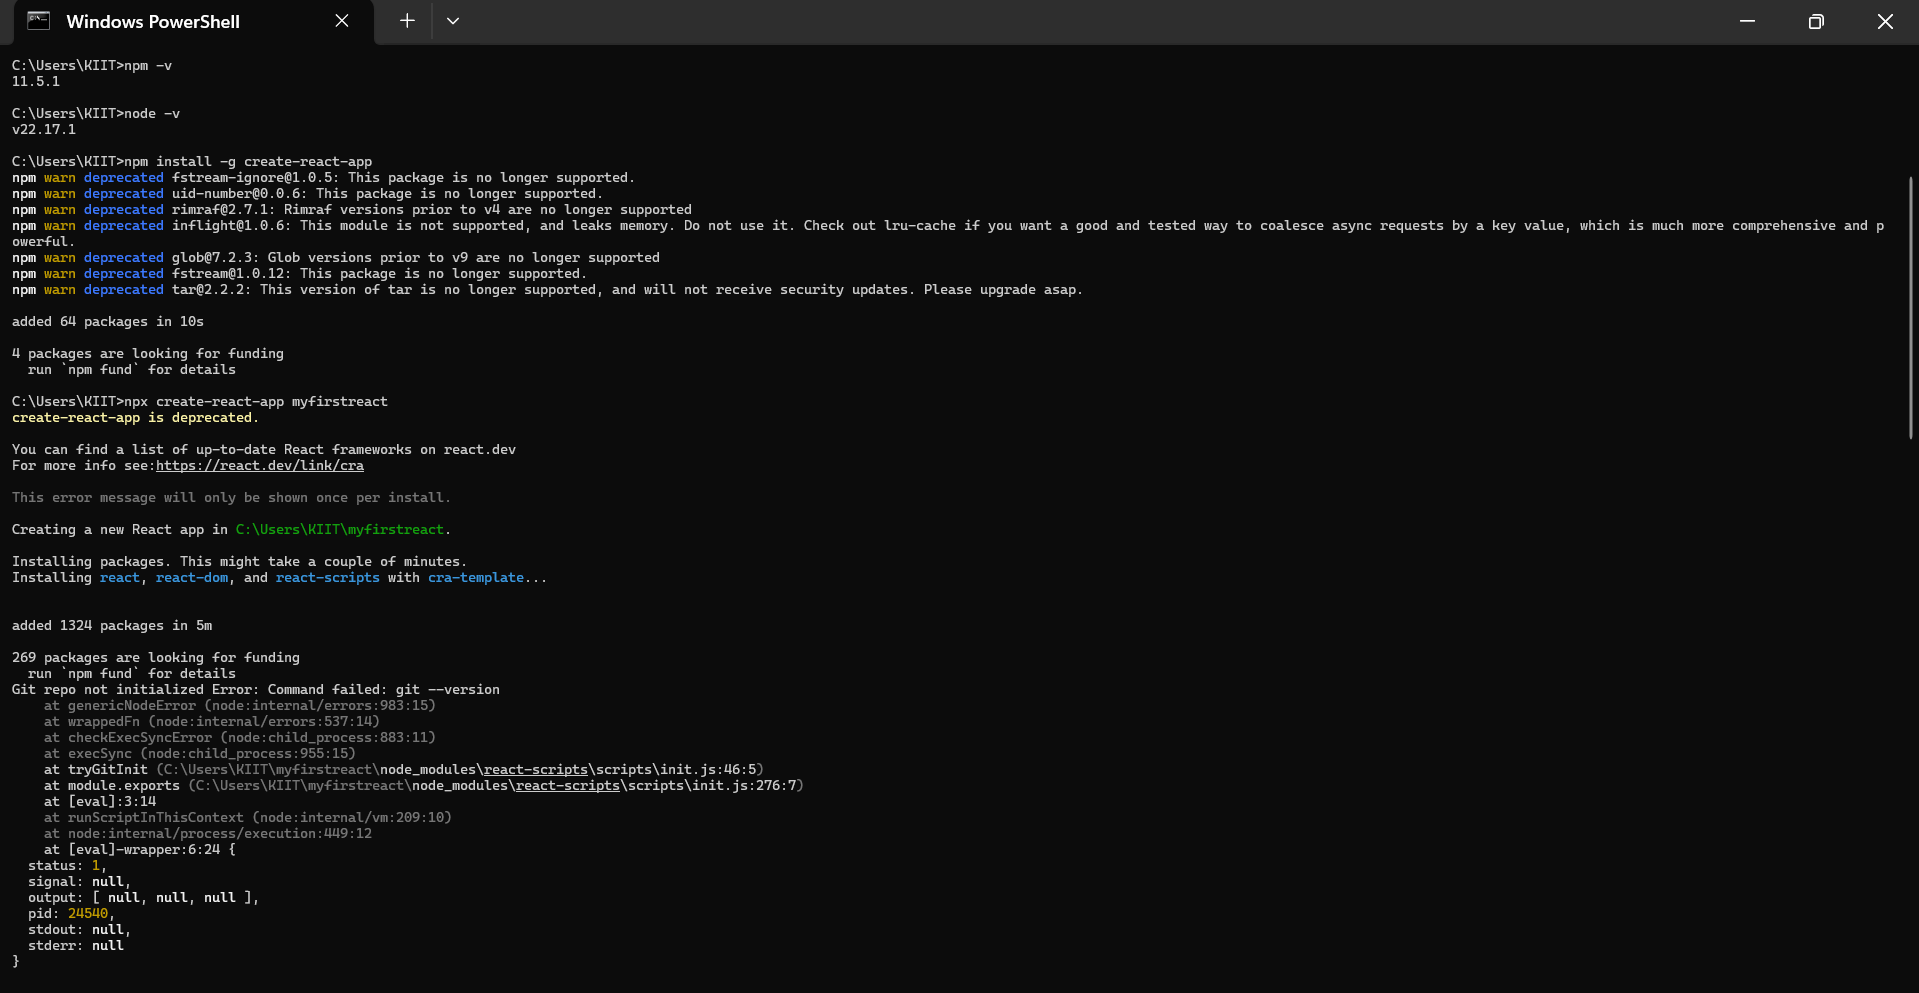 Windows PowerShell
C:\Users\KIIT>npm -v
11.5.1
C:\Users\KIIT>node -v
v22.17.1
C:\Users\KIIT>npm install -g create-react-app
npm warn deprecated fstream-ignore@1.0.5: This package is no longer supported.
npm warn deprecated uid-number@0.0.6: This package is no longer supported.
npm warn deprecated rimraf@2.7.1: Rimraf versions prior to v4 are no longer supported
npm warn deprecated inflight@1.0.6: This module is not supported, and leaks memory. Do not use it. Check out lru-cache if you want a good and tested way to coalesce async requests by a key value, which is much more comprehensive and p
owerful.
npm warn deprecated glob@7.2.3: Glob versions prior to v9 are no longer supported
npm warn deprecated fstream@1.0.12: This package is no longer supported.
npm warn deprecated tar@2.2.2: This version of tar is no longer supported, and will not receive security updates. Please upgrade asap.
added 64 packages in 10s
4 packages are looking for funding
  run `npm fund` for details
C:\Users\KIIT>npx create-react-app myfirstreact
create-react-app is deprecated.
You can find a list of up-to-date React frameworks on react.dev
For more info see:https://react.dev/link/cra
This error message will only be shown once per install.
Creating a new React app in C:\Users\KIIT\myfirstreact.
Installing packages. This might take a couple of minutes.
Installing react, react-dom, and react-scripts with cra-template...
added 1324 packages in 5m
269 packages are looking for funding
  run `npm fund` for details
Git repo not initialized Error: Command failed: git --version
    at genericNodeError (node:internal/errors:983:15)
    at wrappedFn (node:internal/errors:537:14)
    at checkExecSyncError (node:child_process:883:11)
    at execSync (node:child_process:955:15)
    at tryGitInit (C:\Users\KIIT\myfirstreact\node_modules\react-scripts\scripts\init.js:46:5)
    at module.exports (C:\Users\KIIT\myfirstreact\node_modules\react-scripts\scripts\init.js:276:7)
    at [eval]:3:14
    at runScriptInThisContext (node:internal/vm:209:10)
    at node:internal/process/execution:449:12
    at [eval]-wrapper:6:24 {
  status: 1,
  signal: null,
  output: [ null, null, null ],
  pid: 24540,
  stdout: null,
  stderr: null
}